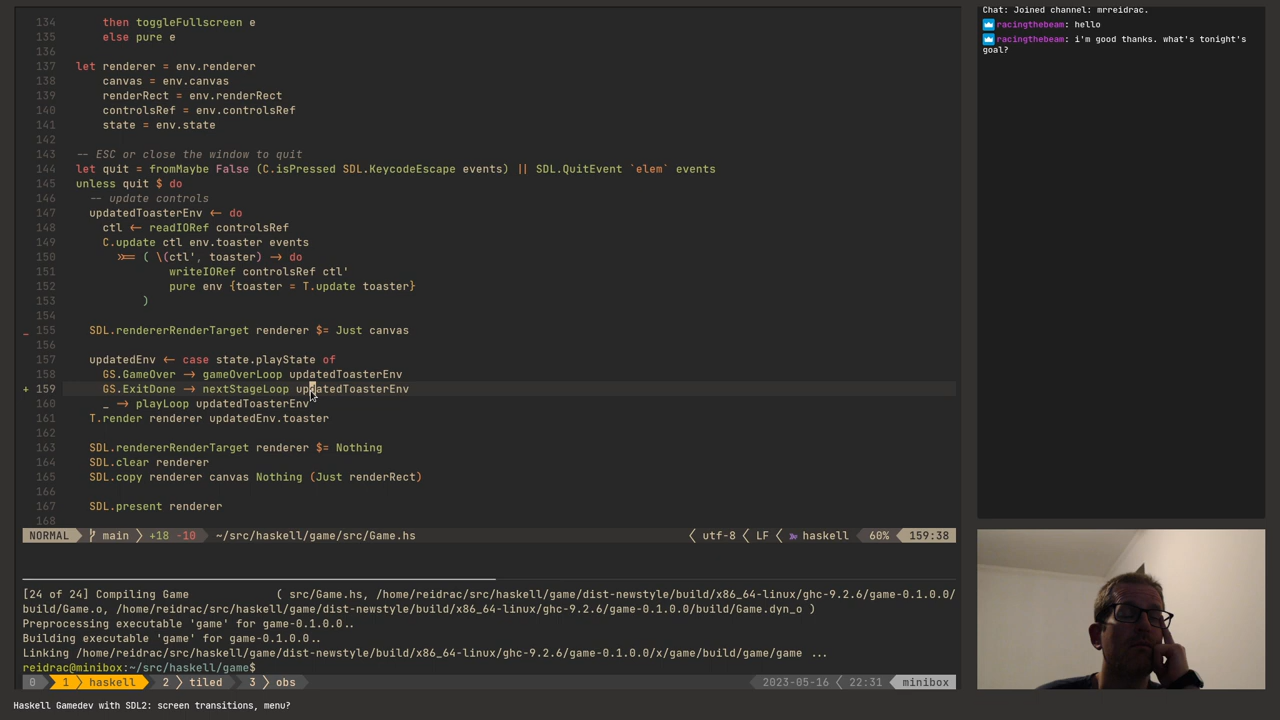 134 then toggleFullscreen e
135 else pure e
136
137 let renderer = env.renderer
138 canvas = env.canvas
139 renderRect = env.renderRect
140 controlsRef = env.controlsRef
141 state = env.state
142
143 -- ESC or close the window to quit
144 let quit = fromMaybe False (C.isPressed SDL.KeycodeEscape events) || SDL.QuitEvent `elem` events
145 unless quit $ do
146 -- update controls
147 updatedToasterEnv <- do
148 ctl <- readIORef controlsRef
149 C.update ctl env.toaster events
150 >>= ( \(ctl', toaster) -> do
151 writeIORef controlsRef ctl'
152 pure env {toaster = T.update toaster}
153 )
154
_ 155 SDL.rendererRenderTarget renderer $= Just canvas
156
157 updatedEnv <- case state.playState of
158 GS.GameOver -> gameOverLoop updatedToasterEnv
+ 159 GS.ExitDone -> nextStageLoop updatedToasterEnv
160 _ -> playLoop updatedToasterEnv
161 T.render renderer updatedEnv.toaster
162
163 SDL.rendererRenderTarget renderer $= Nothing
164 SDL.clear renderer
165 SDL.copy renderer canvas Nothing (Just renderRect)
166
167 SDL.present renderer
168
NORMAL main +18 -10 ~/src/haskell/game/src/Game.hs utf-8 LF haskell 60% 159:38
[24 of 24] Compiling Game ( src/Game.hs, /home/reidrac/src/haskell/game/dist-newstyle/build/x86_64-linux/ghc-9.2.6/game-0.1.0.0/
build/Game.o, /home/reidrac/src/haskell/game/dist-newstyle/build/x86_64-linux/ghc-9.2.6/game-0.1.0.0/build/Game.dyn_o )
Preprocessing executable 'game' for game-0.1.0.0..
Building executable 'game' for game-0.1.0.0..
Linking /home/reidrac/src/haskell/game/dist-newstyle/build/x86_64-linux/ghc-9.2.6/game-0.1.0.0/x/game/build/game/game ...
reidrac@minibox:~/src/haskell/game$
0 1 haskell 2 tiled 3 obs 2023-05-16 22:31 minibox
Haskell Gamedev with SDL2: screen transitions, menu?
Chat: Joined channel: mrreidrac.
racingthebeam: hello
racingthebeam: i'm good thanks. what's tonight's
goal?